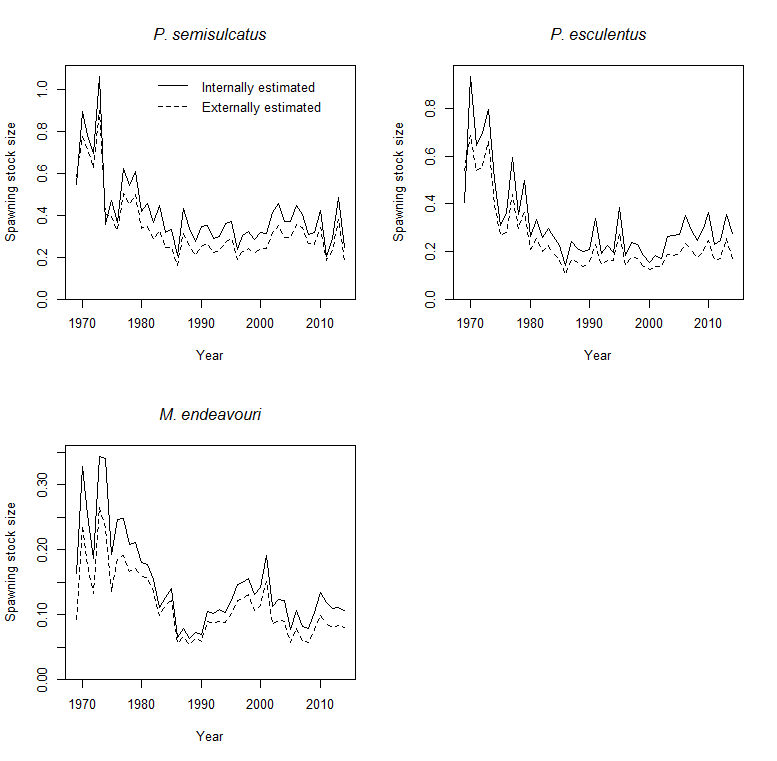 P. semisulcatus
Spawning stock size
0.0 0.2 0.4 0.6 0.8 1.0
Internally estimated
Externally estimated
1970 1980 1990 2000 2010
Year
P. esculentus
Spawning stock size
0.0 0.2 0.4 0.6 0.8
1970 1980 1990 2000 2010
Year
M. endeavouri
Spawning stock size
0.00 0.10 0.20 0.30
1970 1980 1990 2000 2010
Year